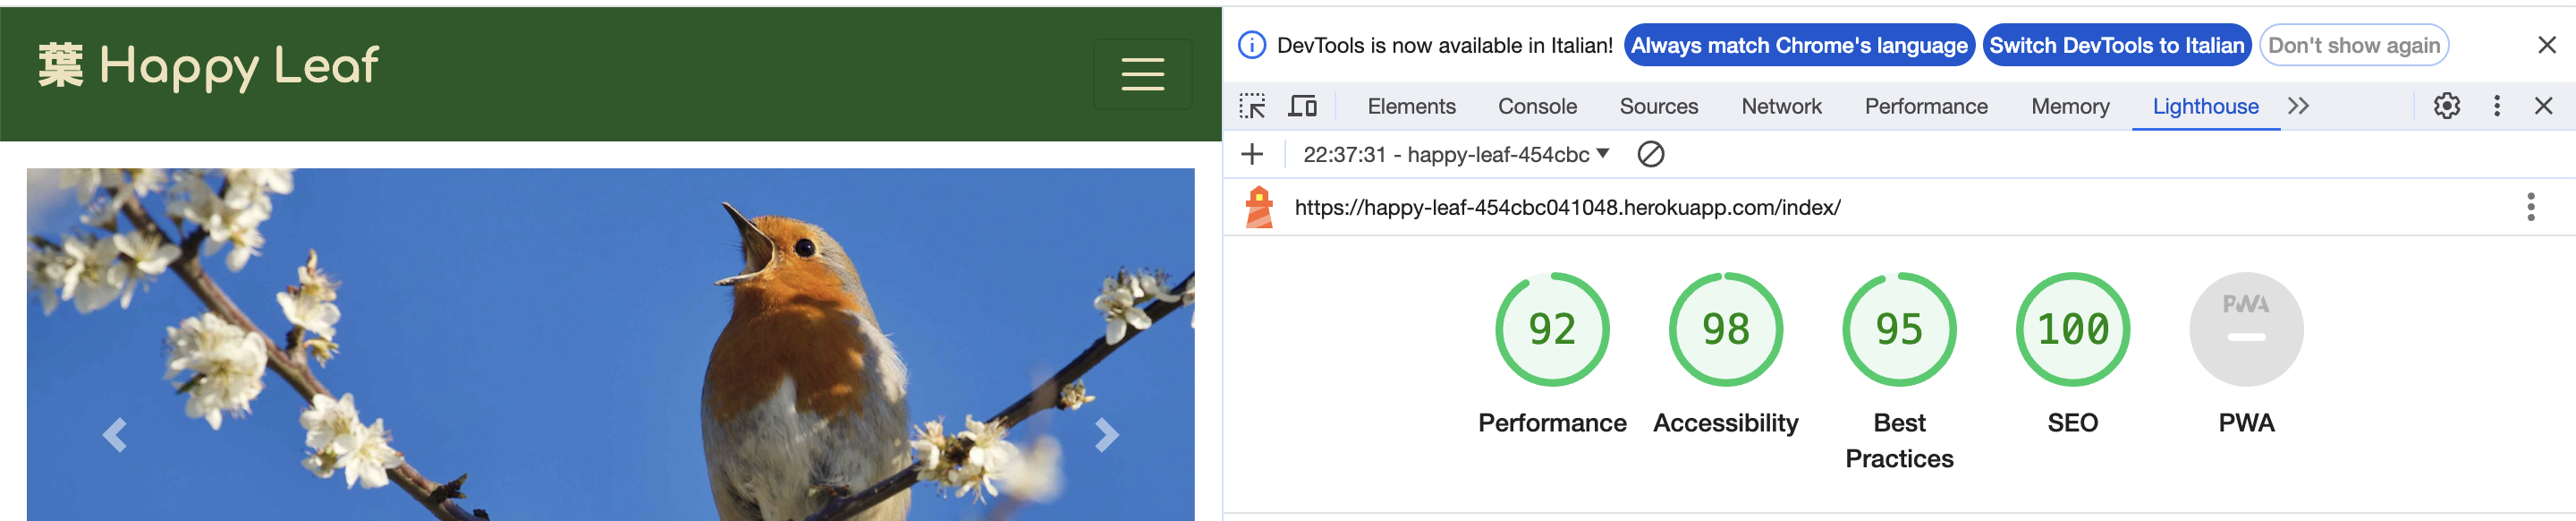 葉 Happy Leaf
DevTools is now available in Italian! Always match Chrome's language Switch DevTools to Italian Don't show again
Elements Console Sources Network Performance Memory Lighthouse
22:37:31 - happy-leaf-454cbc
https://happy-leaf-454cbc041048.herokuapp.com/index/
92 98 95 100 PWA
Performance Accessibility Best Practices SEO PWA